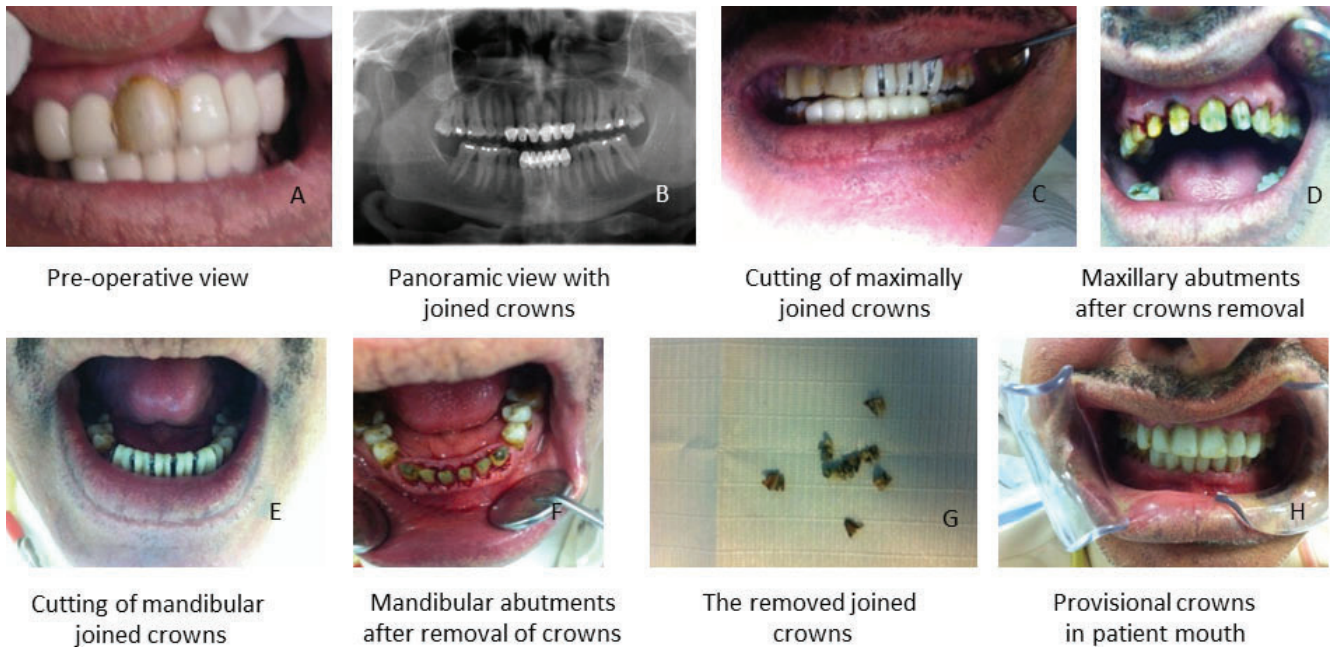 A
B
C
D
Pre-operative view
Panoramic view with
joined crowns
Cutting of maximally
joined crowns
Maxillary abutments
after crowns removal
E
F
G
H
Cutting of mandibular
joined crowns
Mandibular abutments
after removal of crowns
The removed joined
crowns
Provisional crowns
in patient mouth